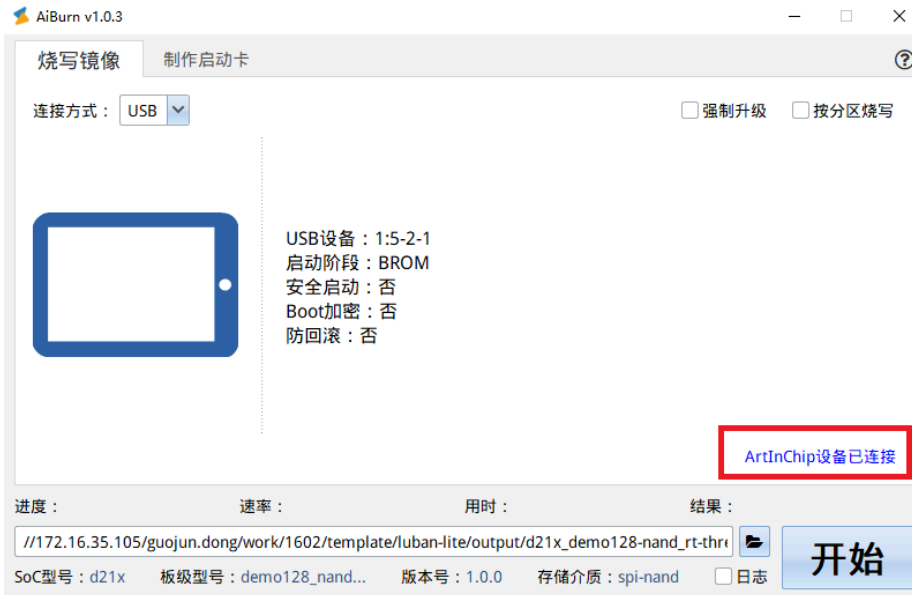 AiBurn v1.0.3
烧写镜像 制作启动卡
连接方式： USB 强制升级 按分区烧写
USB设备：1:5-2-1
启动阶段：BROM
安全启动：否
Boot加密：否
防回滚：否
ArtInChip设备已连接
进度： 速率： 用时： 结果：
//172.16.35.105/guojun.dong/work/1602/template/luban-lite/output/d21x_demo128-nand_rt-thre
开始
SoC型号：d21x 板级型号：demo128_nand... 版本号：1.0.0 存储介质：spi-nand 日志